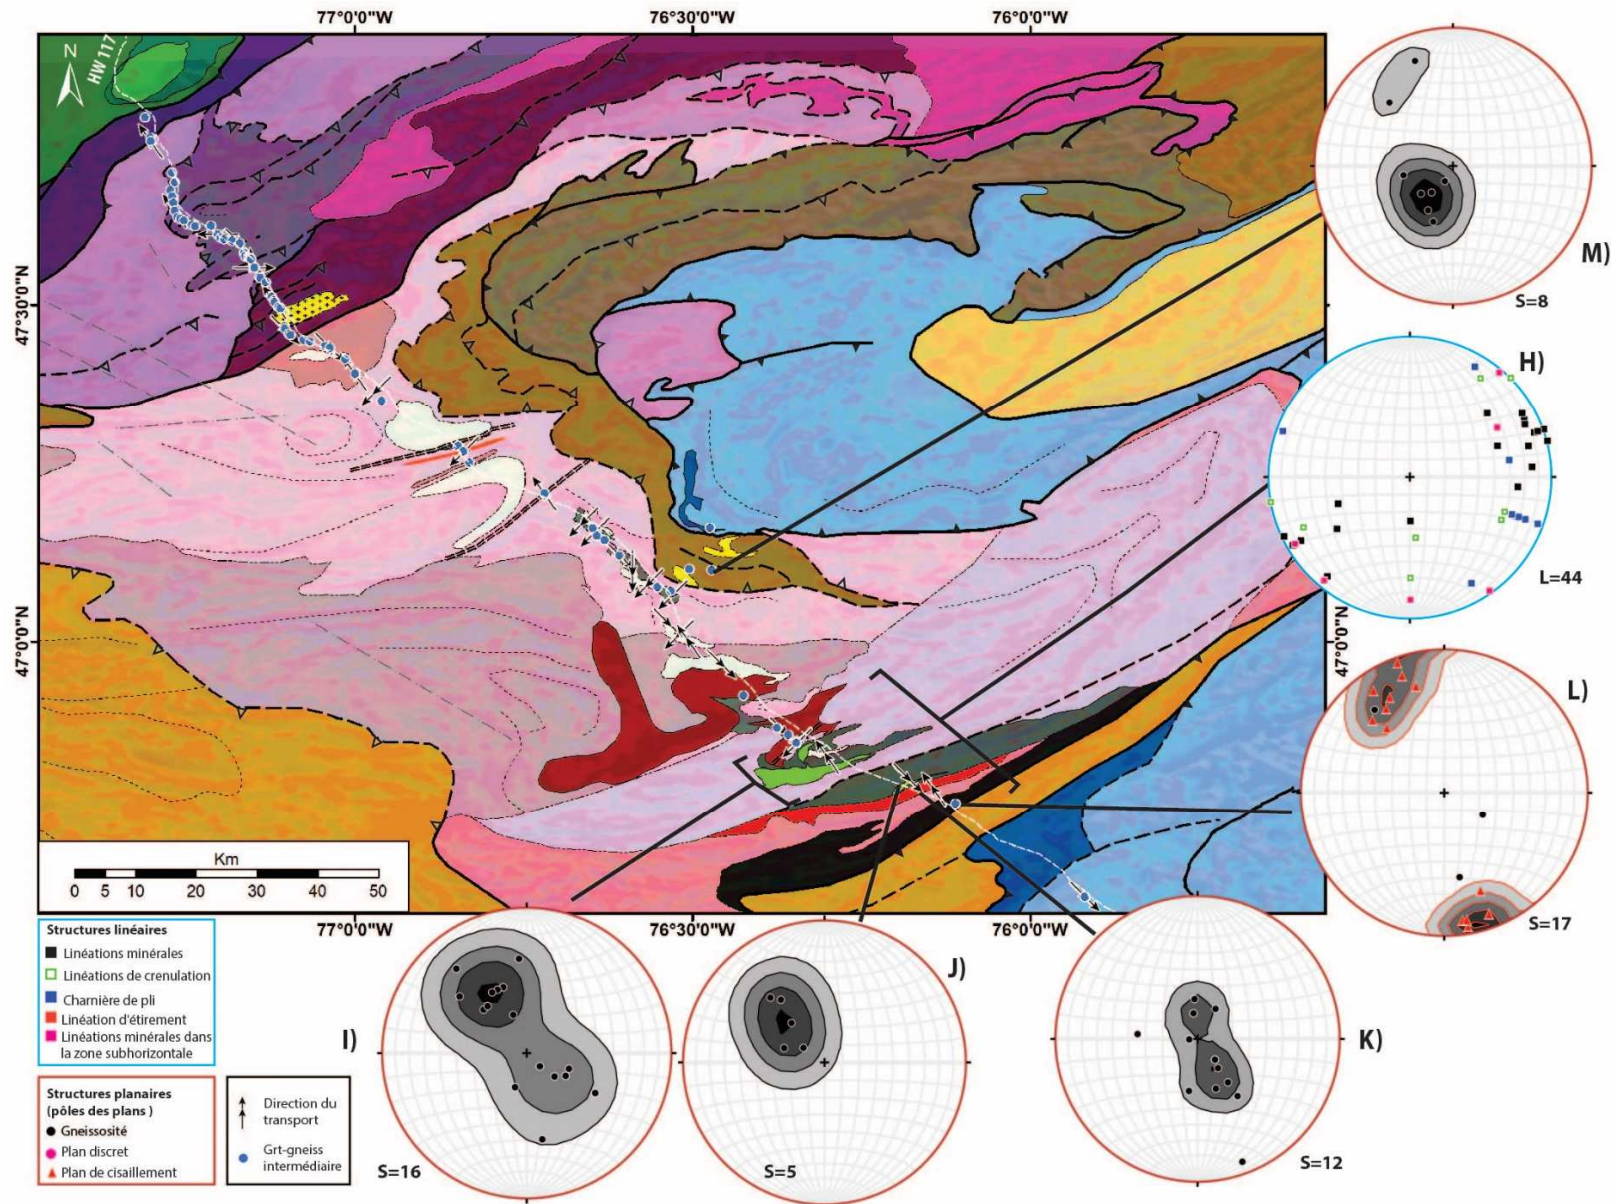 77°0'0"W
76°30'0"W
76°0'0"W
N
HW 117
47°30'0"N
47°0'0"N
47°0'0"N
M)
S=8
H)
L=44
L)
S=17
Km
0 5 10 20 30 40 50
77°0'0"W
76°30'0"W
76°0'0"W
Structures linéaires
Linéations minérales
Linéations de crenulation
Charnière de pli
Linéation d'étirement
Linéations minérales dans
la zone subhorizontale
Structures planaires
(pôles des plans )
Gneissosité
Plan discret
Plan de cisaillement
Direction du
transport
Grt-gneiss
intermédiaire
I)
S=16
J)
S=5
K)
S=12